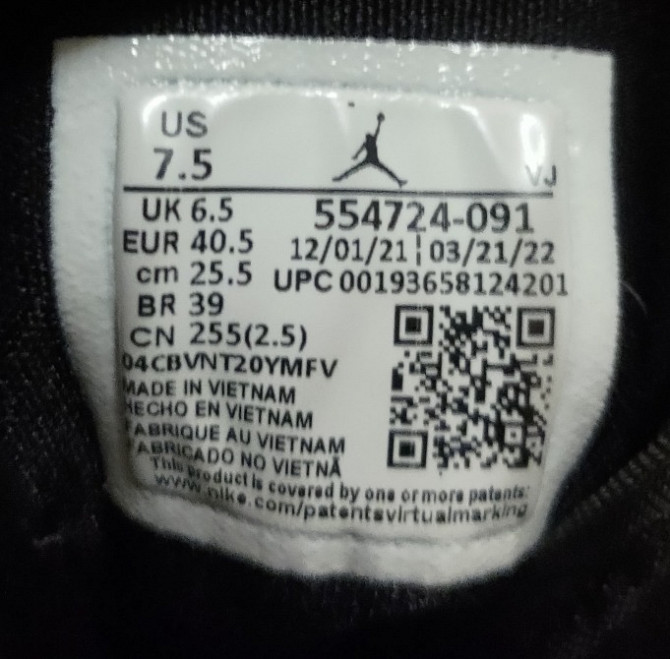 US
7.5
VJ
UK 6.5
EUR 40.5
cm 25.5
BR 39
CN 255(2.5)
554724-091
12/01/21 ¦ 03/21/22
UPC 00193658124201
04CBVNT20YMFV
MADE IN VIETNAM
HECHO EN VIETNAM
FABRIQUE AU VIETNAM
FABRICADO NO VIETNÃ
This product is covered by one or more patents:
www.nike.com/patentsvirtualmarking